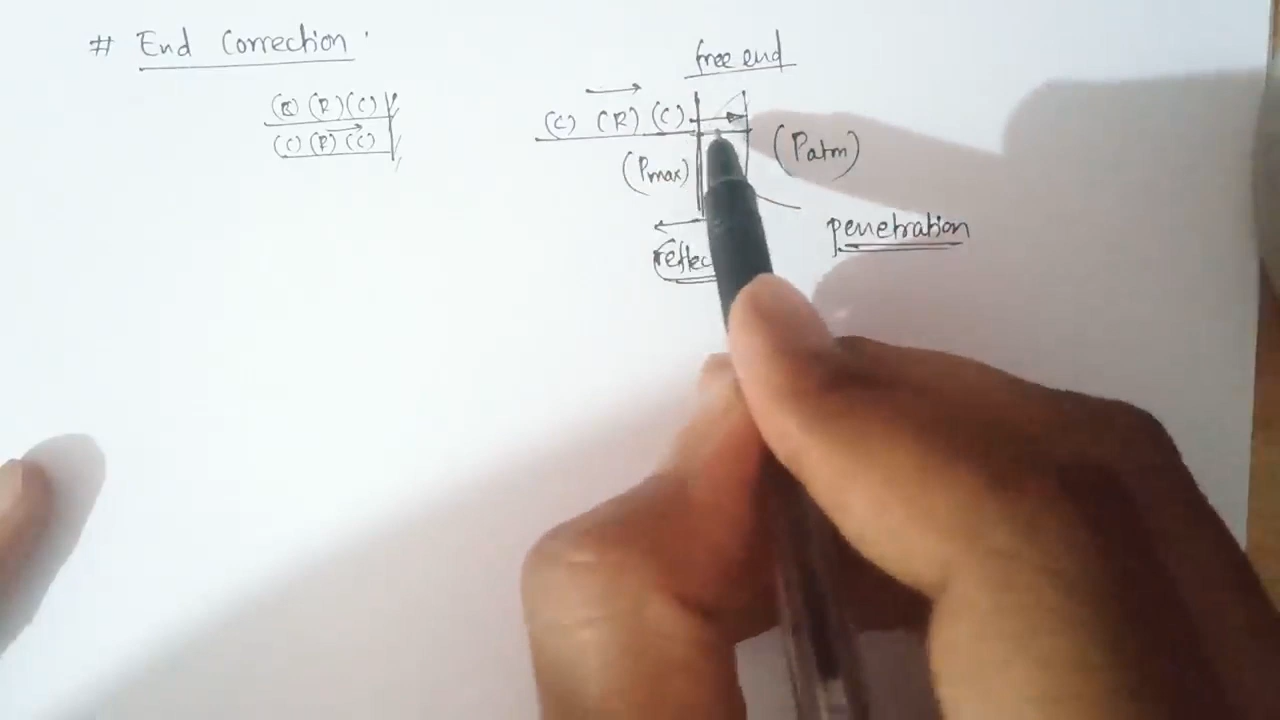 # End Correction
free end
(R) (R) (C)
(C) (R) (C)
(C) (R) (C)
(Patm)
(Pmax)
penetration